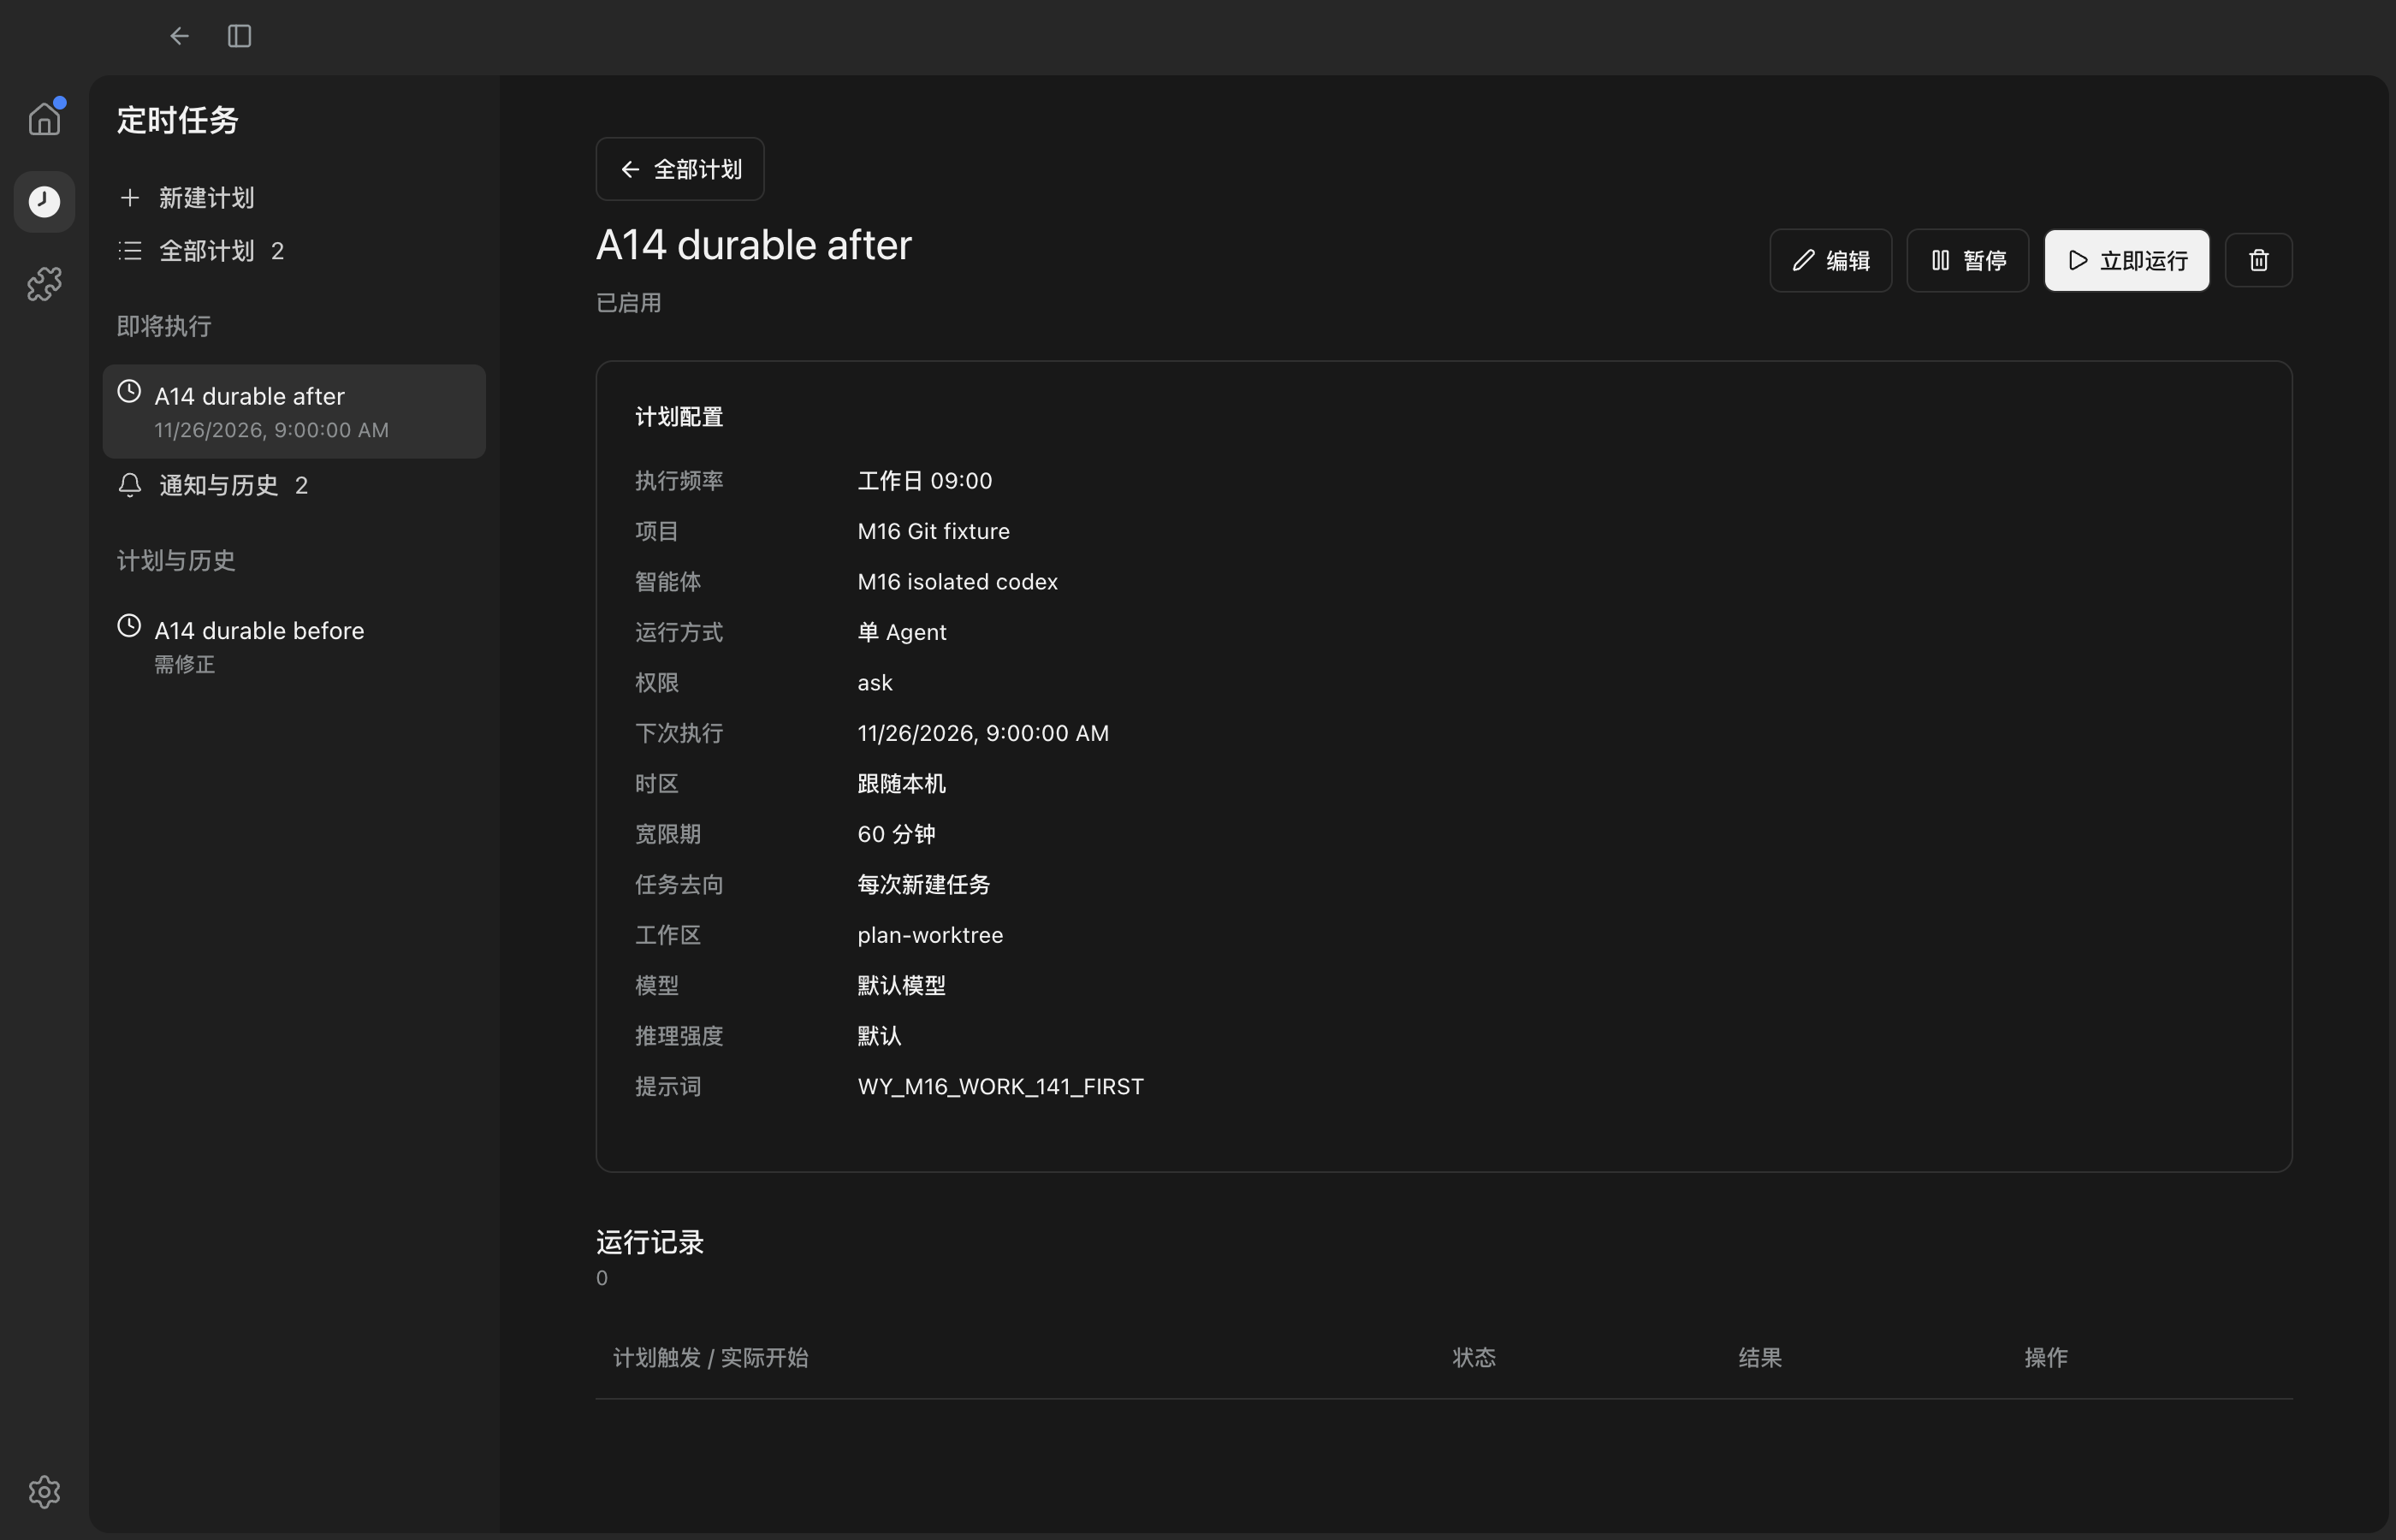 定时任务
新建计划
全部计划 2
即将执行
A14 durable after
11/26/2026, 9:00:00 AM
通知与历史 2
计划与历史
A14 durable before
需修正
全部计划
A14 durable after
已启用
编辑
暂停
立即运行
计划配置
执行频率 工作日 09:00
项目 M16 Git fixture
智能体 M16 isolated codex
运行方式 单 Agent
权限 ask
下次执行 11/26/2026, 9:00:00 AM
时区 跟随本机
宽限期 60 分钟
任务去向 每次新建任务
工作区 plan-worktree
模型 默认模型
推理强度 默认
提示词 WY_M16_WORK_141_FIRST
运行记录
0
计划触发 / 实际开始 状态 结果 操作